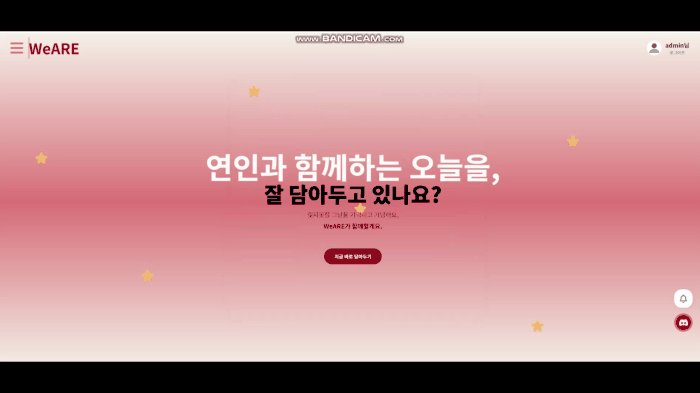 www.BANDICAM.com
WeARE
admin님
연인과 함께하는 오늘을,
잘 담아두고 있나요?
WeARE가 함께할게요.
지금 바로 담아두기